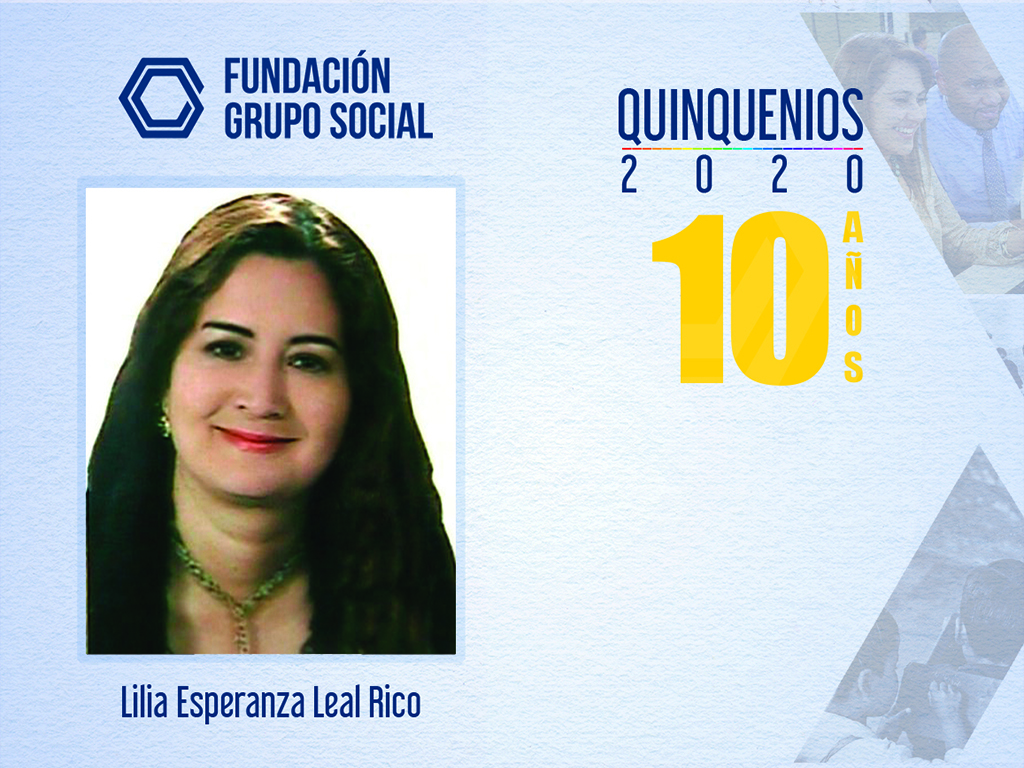 FUNDACIÓN
GRUPO SOCIAL
QUINQUENIOS
2020
10
AÑOS
Lilia Esperanza Leal Rico